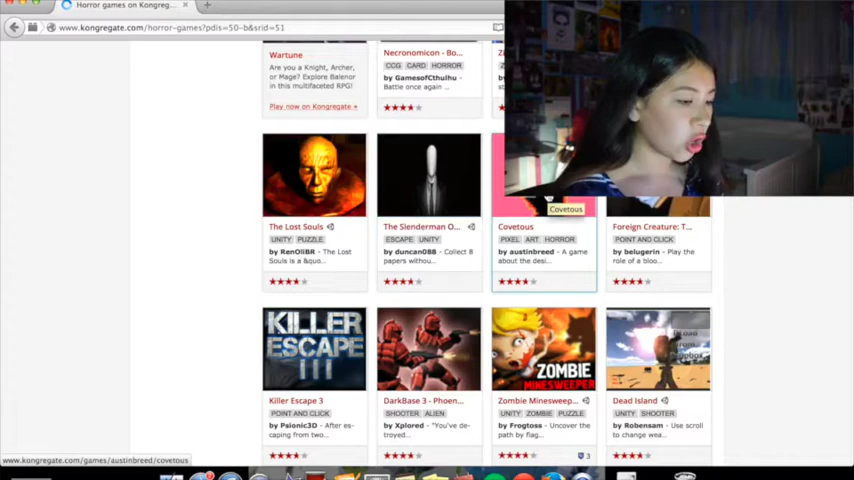 Horror games on Kongreg...
www.kongregate.com/horror-games?pdis=50-b&srid=51
Wartune
Are you a Knight, Archer,
or Mage? Explore Balenor
in this multifaceted RPG!
Play now on Kongregate »
Necronomicon - Bo...
CCG CARD HORROR
by GamesofCthulhu -
Battle once again ...
Covetous
The Lost Souls
UNITY PUZZLE
by RenOliBR - The Lost
Souls is a &quo...
The Slenderman O...
ESCAPE UNITY
by duncan088 - Collect 8
papers withou...
Covetous
PIXEL ART HORROR
by austinbreed - A game
about the desi...
Foreign Creature: T...
POINT AND CLICK
by belugerin - Play the
role of a bloo...
KILLER
ESCAPE
III
ZOMBIE
MINESWEEPER
Killer Escape 3
POINT AND CLICK
by Psionic3D - After es-
caping from two...
DarkBase 3 - Phoen...
SHOOTER ALIEN
by Xplored - "You've de-
troyed...
Zombie Minesweep...
UNITY ZOMBIE PUZZLE
by Frogtoss - Uncover the
path by flag...
3
Dead Island
UNITY SHOOTER
by Robensam - Use scroll
to change wea...
www.kongregate.com/games/austinbreed/covetous